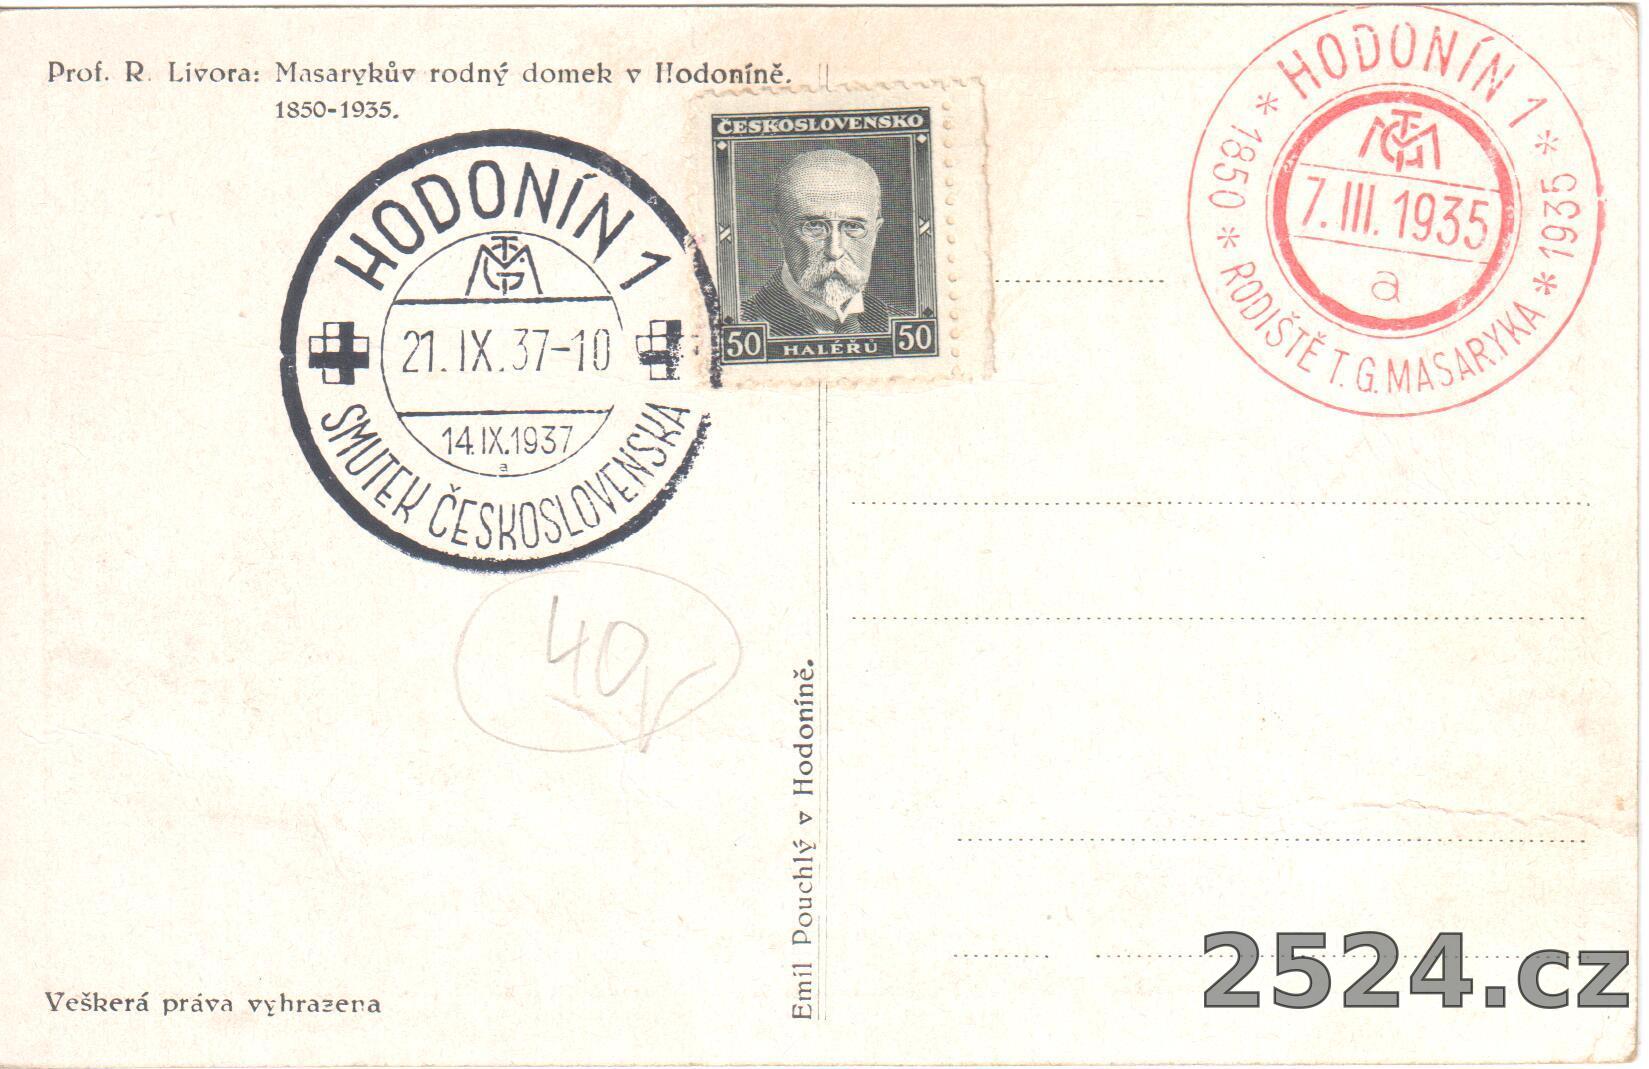 Prof. R. Livora: Masarykův rodný domek v Hodoníně.
1850-1935.
HODONÍN 1
TGM
21. IX. 37-10
14.IX.1937
a
SMUTEK ČESKOSLOVENSKA
ČESKOSLOVENSKO
50 HALÉŘŮ 50
* HODONÍN 1 *
TGM
7. III. 1935
a
1850 * RODIŠTĚ T. G. MASARYKA * 1935
40,-
Emil Pouchlý v Hodoníně.
Veškerá práva vyhrazena
2524.cz